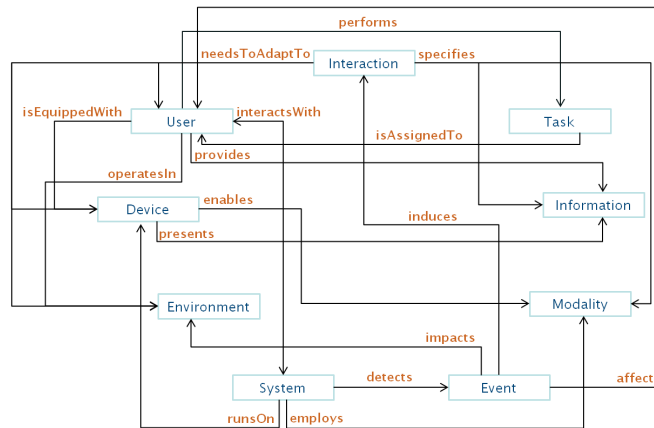 performs
needsToAdaptTo
specifies
Interaction
isEquippedWith
interactsWith
User
Task
isAssignedTo
provides
operatesIn
Device
enables
Information
induces
presents
Environment
Modality
impacts
System
detects
Event
affect
runsOn
employs